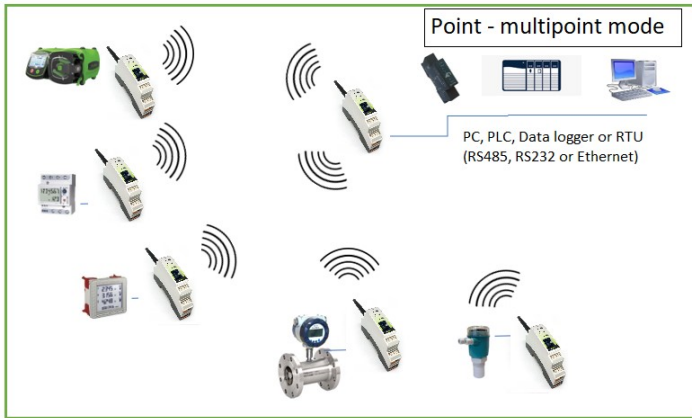 Point - multipoint mode
PC, PLC, Data logger or RTU
(RS485, RS232 or Ethernet)